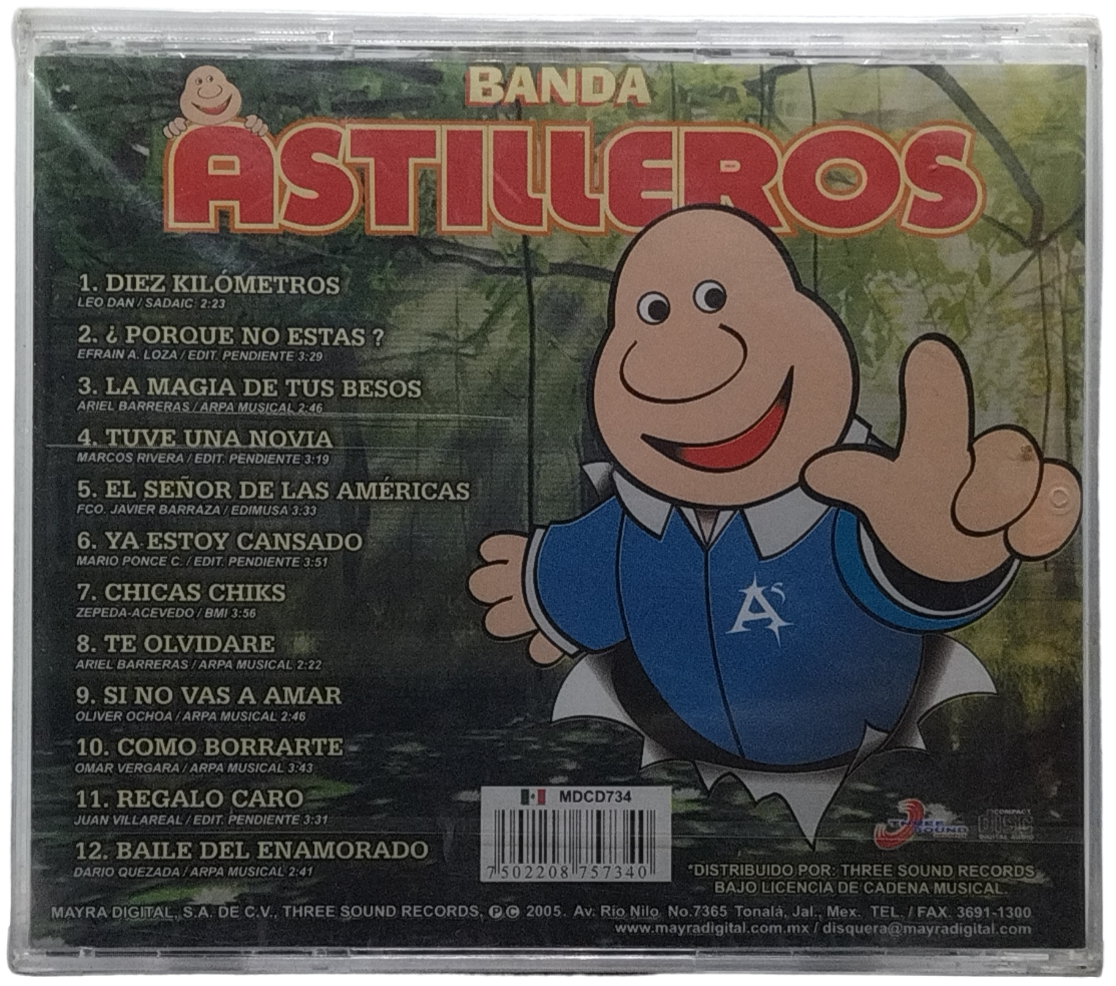 BANDA
ASTILLEROS
1. DIEZ KILÓMETROS
LEO DAN / SADAIC 2:23
2. ¿ PORQUE NO ESTAS ?
EFRAIN A. LOZA / EDIT. PENDIENTE 3:29
3. LA MAGIA DE TUS BESOS
ARIEL BARRERAS / ARPA MUSICAL 2:46
4. TUVE UNA NOVIA
MARCOS RIVERA / EDIT. PENDIENTE 3:19
5. EL SEÑOR DE LAS AMÉRICAS
FCO. JAVIER BARRAZA / EDIMUSA 3:33
6. YA ESTOY CANSADO
MARIO PONCE C. / EDIT. PENDIENTE 3:51
7. CHICAS CHIKS
ZEPEDA-ACEVEDO / BMI 3:56
8. TE OLVIDARE
ARIEL BARRERAS / ARPA MUSICAL 2:22
9. SI NO VAS A AMAR
OLIVER OCHOA / ARPA MUSICAL 2:46
10. COMO BORRARTE
OMAR VERGARA / ARPA MUSICAL 3:43
11. REGALO CARO
JUAN VILLAREAL / EDIT. PENDIENTE 3:31
12. BAILE DEL ENAMORADO
DARIO QUEZADA / ARPA MUSICAL 2:41
A's
MDCD734
7 502208 757340
THREE SOUND
COMPACT
DISC
DIGITAL AUDIO
*DISTRIBUIDO POR: THREE SOUND RECORDS
BAJO LICENCIA DE CADENA MUSICAL.
MAYRA DIGITAL, S.A. DE C.V., THREE SOUND RECORDS, ℗© 2005. Av. Río Nilo No.7365 Tonalá, Jal., Mex. TEL. / FAX. 3691-1300
www.mayradigital.com.mx / disquera@mayradigital.com